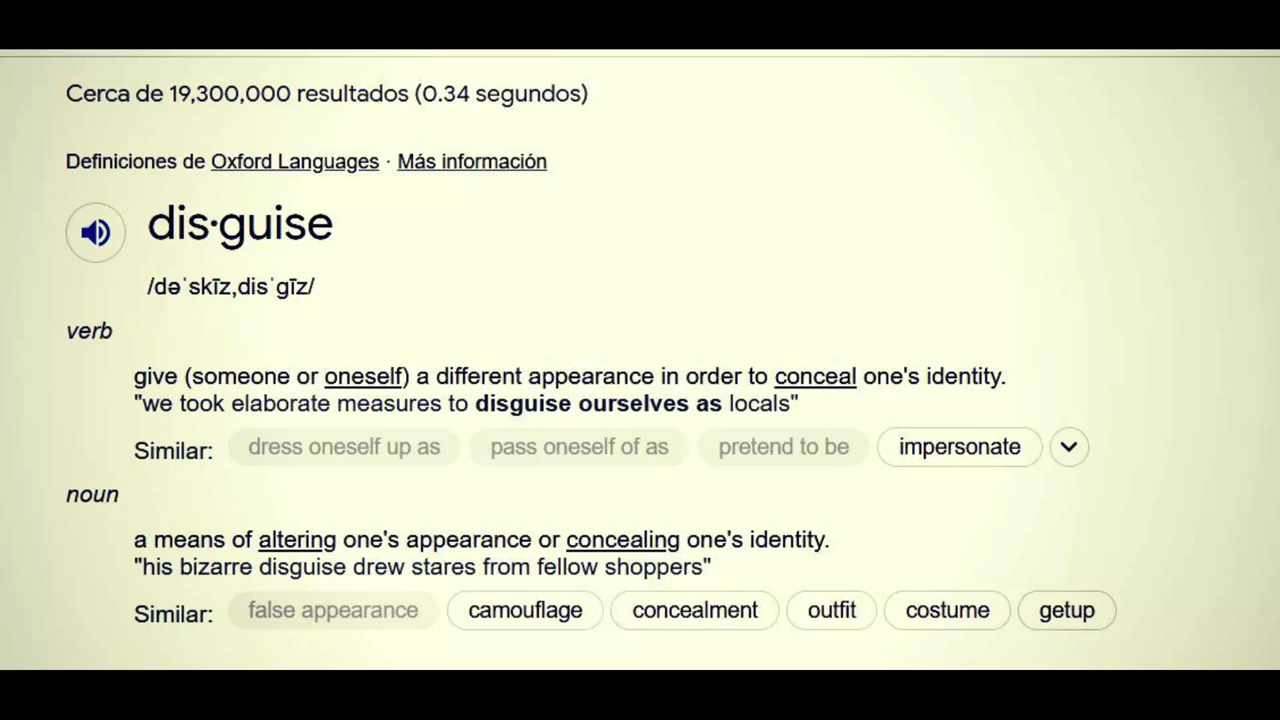 Cerca de 19,300,000 resultados (0.34 segundos)
Definiciones de Oxford Languages · Más información
dis·guise
/dəˈskīz,disˈgīz/
verb
give (someone or oneself) a different appearance in order to conceal one's identity.
"we took elaborate measures to disguise ourselves as locals"
Similar: dress oneself up as pass oneself of as pretend to be impersonate
noun
a means of altering one's appearance or concealing one's identity.
"his bizarre disguise drew stares from fellow shoppers"
Similar: false appearance camouflage concealment outfit costume getup